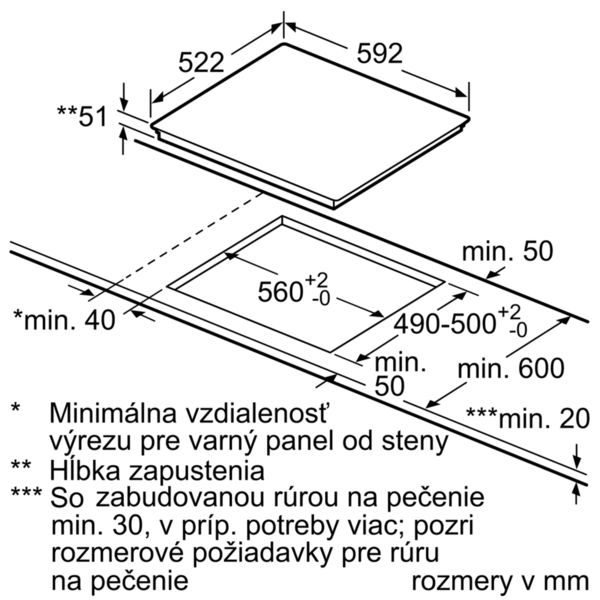 522
592
**51
min. 50
560 +2 -0
*min. 40
490-500 +2 -0
min. 50
min. 600
***min. 20
* Minimálna vzdialenosť
výrezu pre varný panel od steny
** Hĺbka zapustenia
*** So zabudovanou rúrou na pečenie
min. 30, v príp. potreby viac; pozri
rozmerové požiadavky pre rúru
na pečenie
rozmery v mm